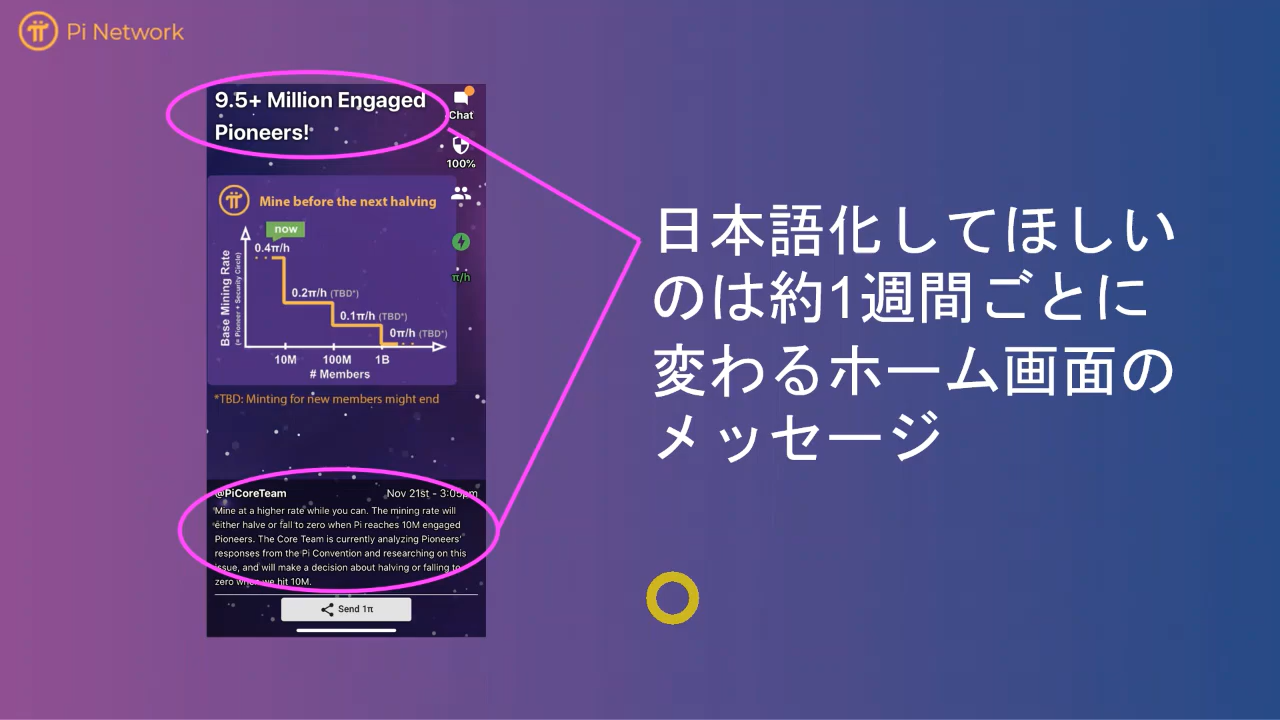 Pi Network
9.5+ Million Engaged
Pioneers!
Chat
100%
Mine before the next halving
now
0.4π/h
π/h
0.2π/h (TBD*)
0.1π/h (TBD*)
0π/h (TBD*)
Base Mining Rate
(= Pioneer + Security Circle)
10M 100M 1B
# Members
*TBD: Minting for new members might end
@PiCoreTeam Nov 21st - 3:05pm
Mine at a higher rate while you can. The mining rate will
either halve or fall to zero when Pi reaches 10M engaged
Pioneers. The Core Team is currently analyzing Pioneers'
responses from the Pi Convention and researching on this
issue, and will make a decision about halving or falling to
zero when we hit 10M.
Send 1π
日本語化してほしい
のは約1週間ごとに
変わるホーム画面の
メッセージ